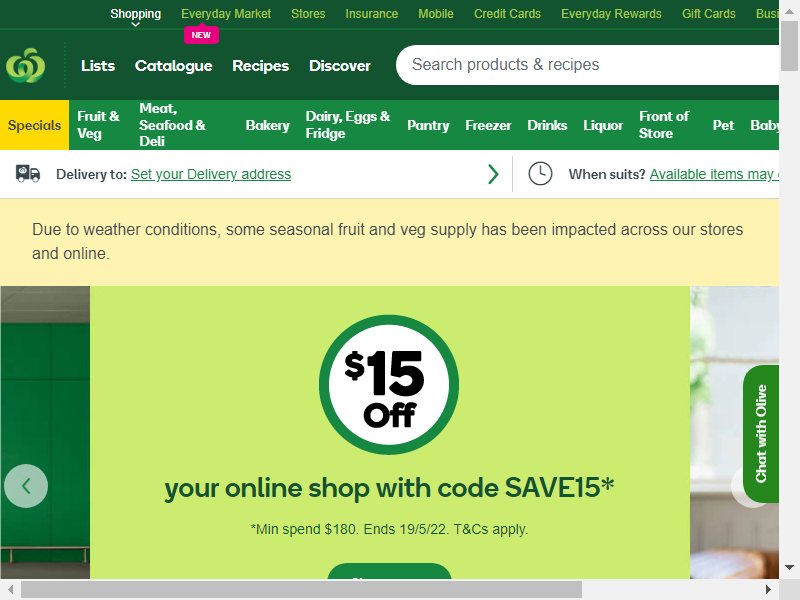 Shopping Everyday Market Stores Insurance Mobile Credit Cards Everyday Rewards Gift Cards
NEW
Lists Catalogue Recipes Discover Search products & recipes
Specials
Fruit & Veg
Meat, Seafood & Deli
Bakery
Dairy, Eggs & Fridge
Pantry
Freezer
Drinks
Liquor
Front of Store
Pet
Baby
Delivery to: Set your Delivery address When suits? Available items may
Due to weather conditions, some seasonal fruit and veg supply has been impacted across our stores
and online.
$15
Off
your online shop with code SAVE15*
*Min spend $180. Ends 19/5/22. T&Cs apply.
Chat with Olive